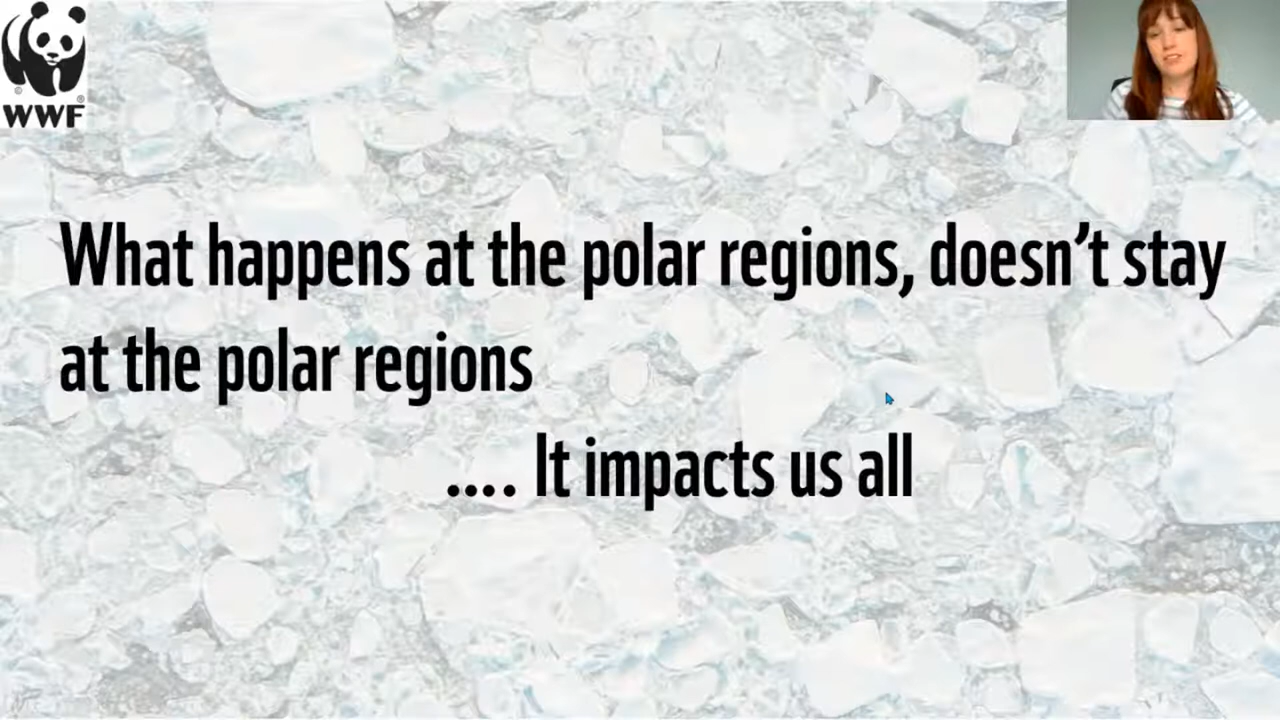 WWF
What happens at the polar regions, doesn't stay
at the polar regions
.... It impacts us all